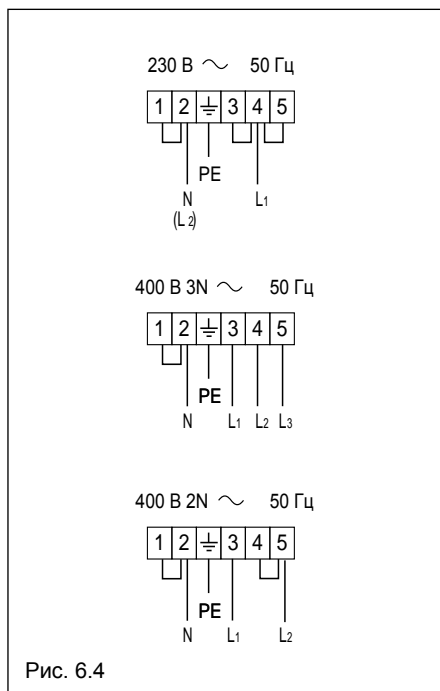 230 В ~ 50 Гц
1 2 ⏚ 3 4 5
PE
N L1
(L2)
400 В 3N ~ 50 Гц
1 2 ⏚ 3 4 5
PE
N L1 L2 L3
400 В 2N ~ 50 Гц
1 2 ⏚ 3 4 5
PE
N L1 L2
Рис. 6.4